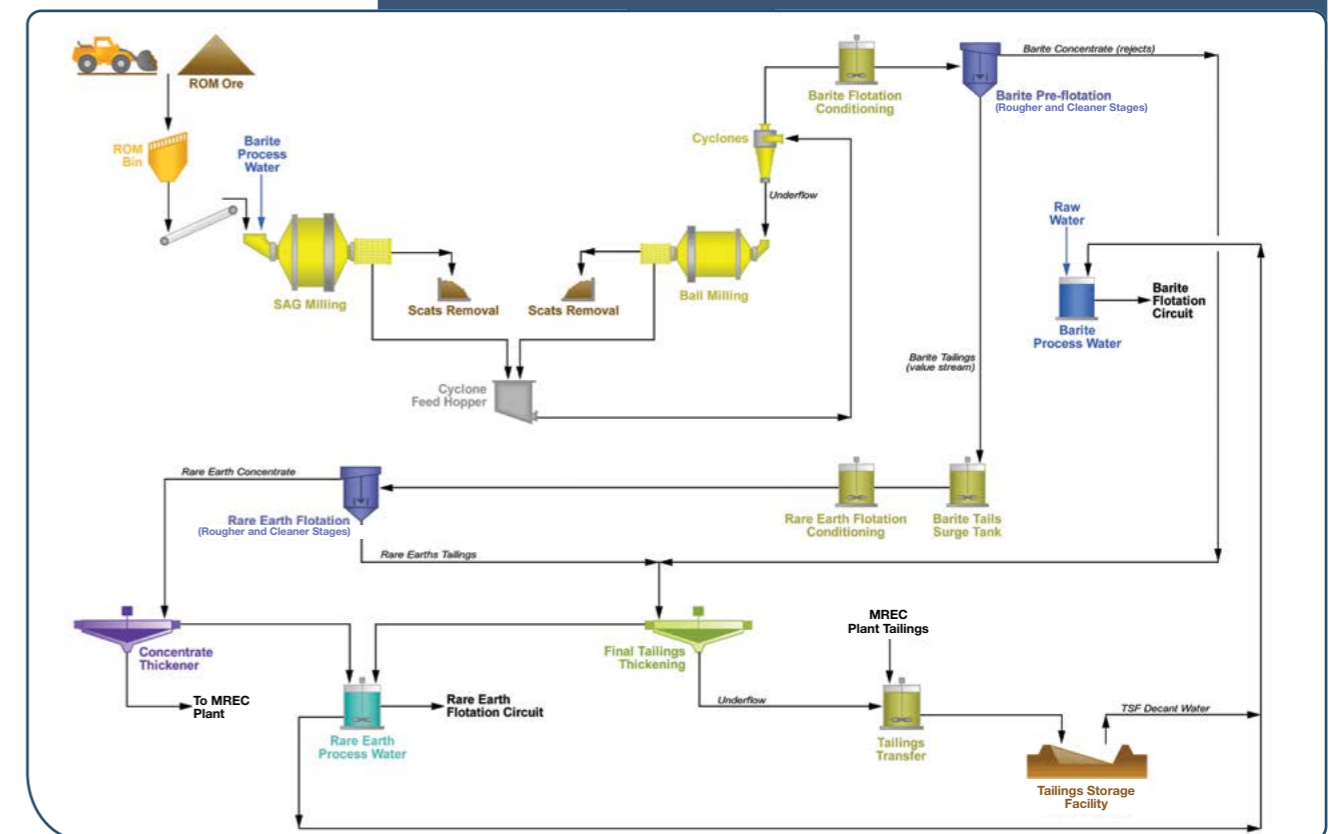 ROM Ore
ROM
Bin
Barite
Process
Water
SAG Milling
Scats Removal
Scats Removal
Ball Milling
Cyclones
Underflow
Barite Flotation
Conditioning
Barite Concentrate (rejects)
Barite Pre-flotation
(Rougher and Cleaner Stages)
Raw
Water
Barite
Flotation
Circuit
Barite
Process Water
Barite Tailings
(value stream)
Cyclone
Feed Hopper
Rare Earth Concentrate
Rare Earth Flotation
(Rougher and Cleaner Stages)
Rare Earth Flotation
Conditioning
Barite Tails
Surge Tank
Rare Earths Tailings
Concentrate
Thickener
To MREC
Plant
Rare Earth
Flotation Circuit
Rare Earth
Process Water
Final Tailings
Thickening
Underflow
MREC
Plant Tailings
Tailings
Transfer
TSF Decant Water
Tailings Storage
Facility